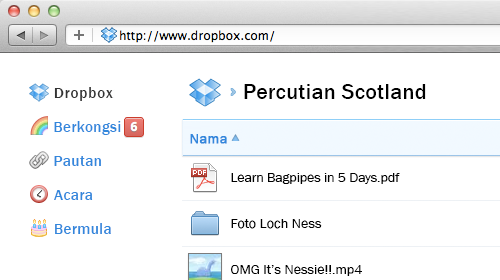 http://www.dropbox.com/
Dropbox
Percutian Scotland
Berkongsi 6
Nama
Pautan
PDF
Learn Bagpipes in 5 Days.pdf
Acara
Foto Loch Ness
Bermula
OMG It's Nessie!!.mp4